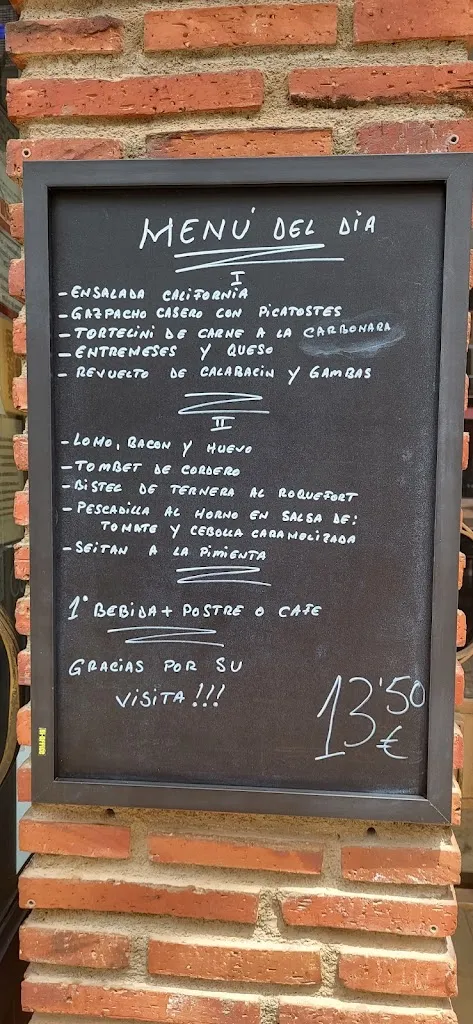 MENÚ DEL DIA
I
- ENSALADA CALIFORNIA
- GAZPACHO CASERO CON PICATOSTES
- TORTELINI DE CARNE A LA CARBONARA
- ENTREMESES Y QUESO
- REVUELTO DE CALABACIN Y GAMBAS
II
- LOMO, BACON Y HUEVO
- TOMBET DE CORDERO
- BISTEC DE TERNERA AL ROQUEFORT
- PESCADILLA AL HORNO EN SALSA DE:
TOMATE Y CEBOLLA CARAMELIZADA
- SEITAN A LA PIMIENTA
1° BEBIDA + POSTRE O CAFE
GRACIAS POR SU
VISITA!!!
13'50
€